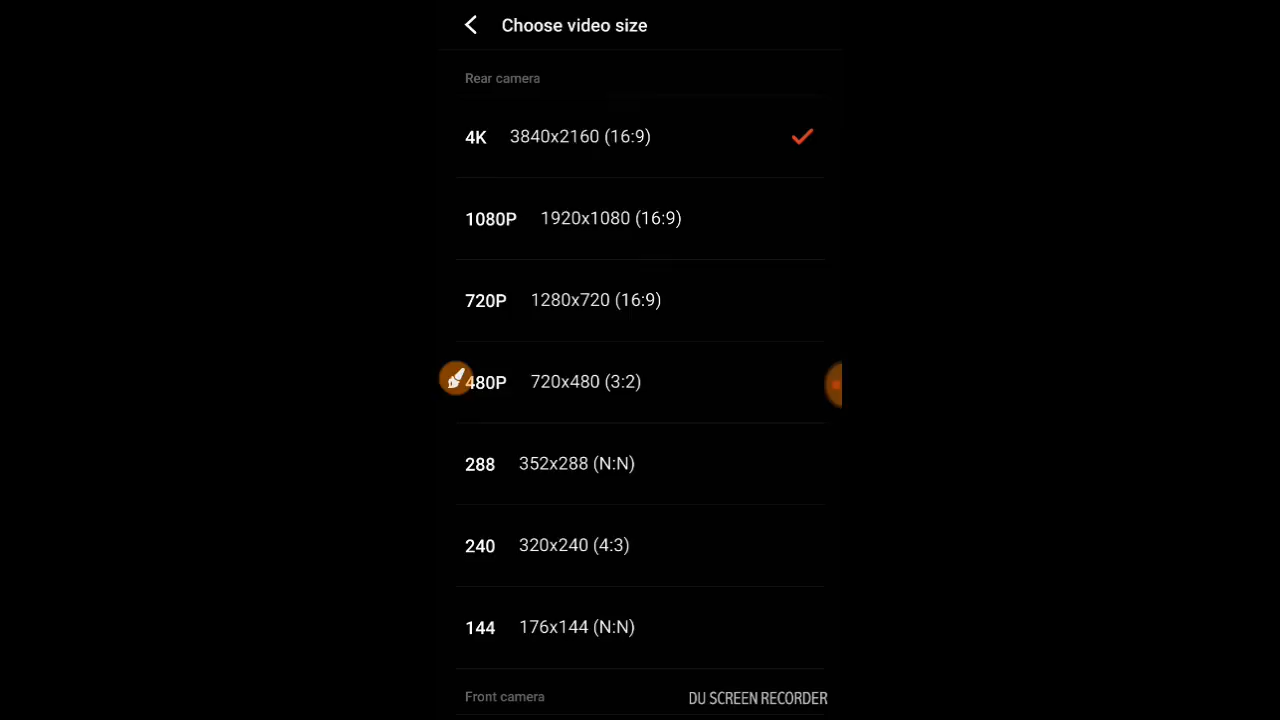 Choose video size
Rear camera
4K 3840x2160 (16:9)
1080P 1920x1080 (16:9)
720P 1280x720 (16:9)
480P 720x480 (3:2)
288 352x288 (N:N)
240 320x240 (4:3)
144 176x144 (N:N)
Front camera
DU SCREEN RECORDER